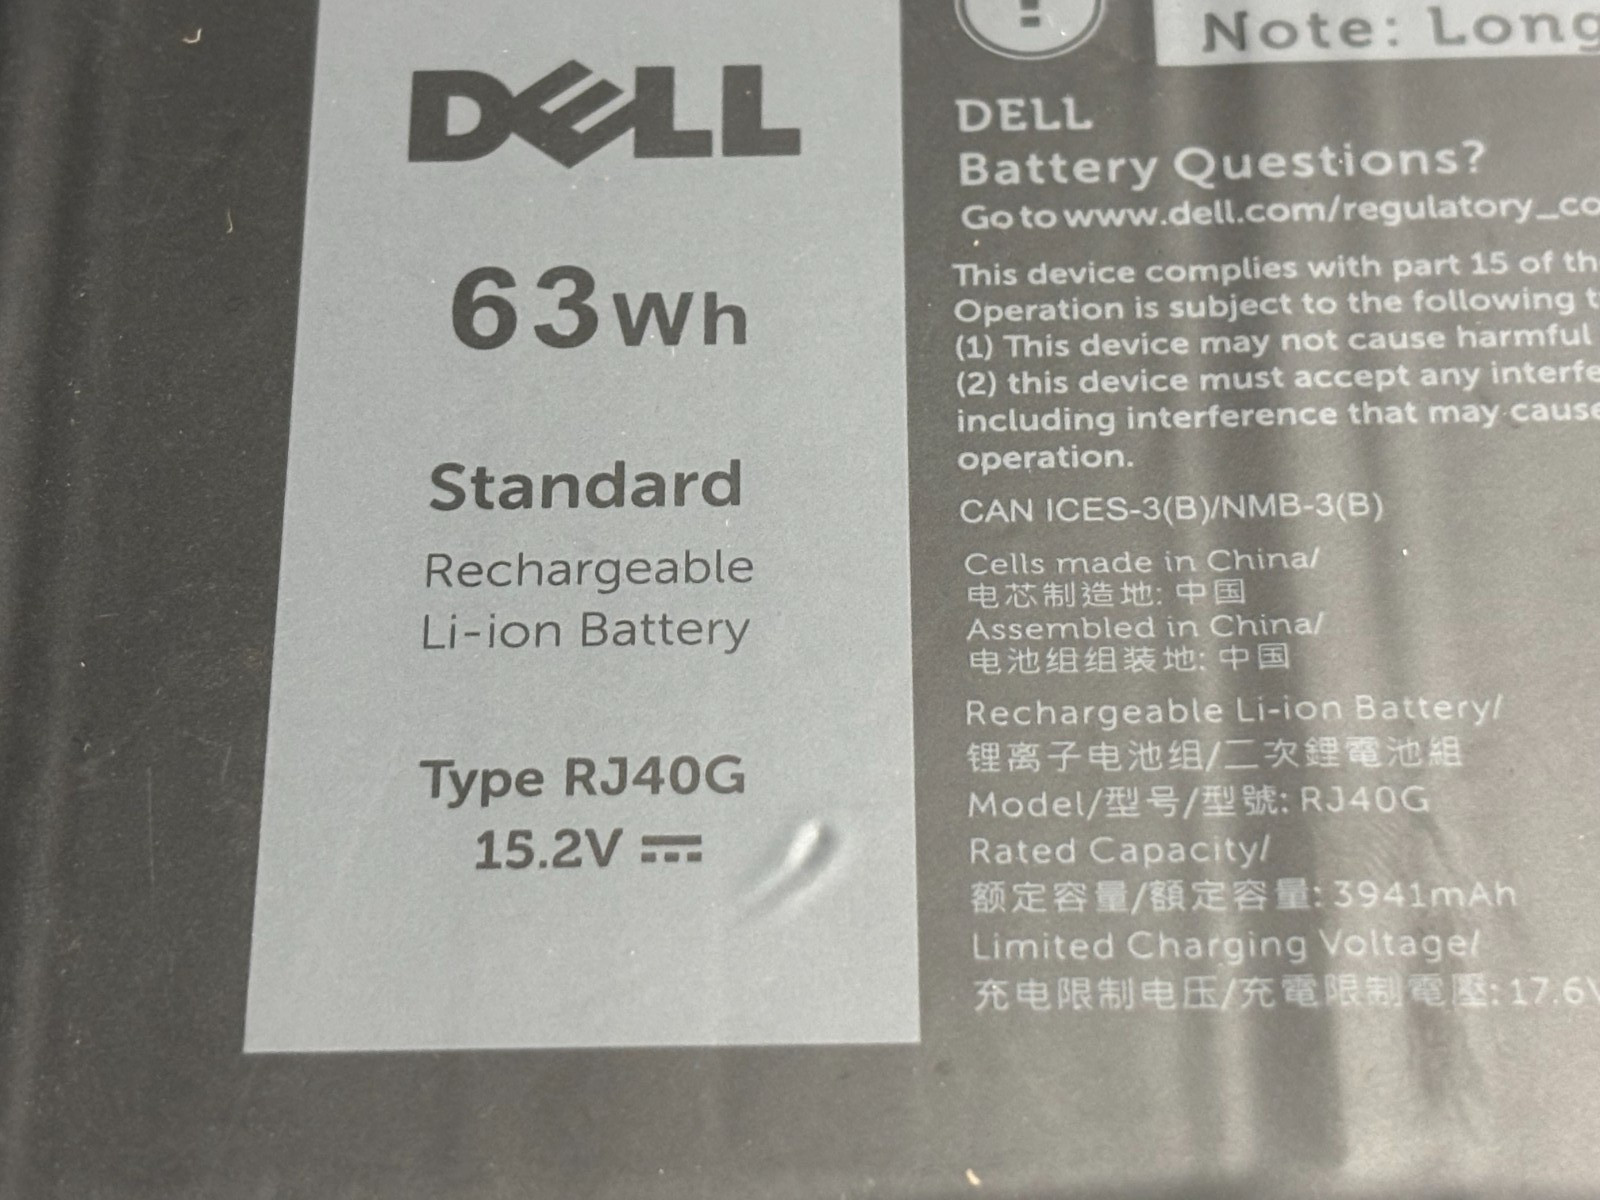 DELL
63Wh
Standard
Rechargeable
Li-ion Battery
Type RJ40G
15.2V
!
Note: Long
DELL
Battery Questions?
Go to www.dell.com/regulatory_co
This device complies with part 15 of th
Operation is subject to the following t
(1) This device may not cause harmful
(2) this device must accept any interfe
including interference that may cause
operation.
CAN ICES-3(B)/NMB-3(B)
Cells made in China/
电芯制造地: 中国
Assembled in China/
电池组组装地: 中国
Rechargeable Li-ion Battery/
锂离子电池组/二次鋰電池組
Model/型号/型號: RJ40G
Rated Capacity/
额定容量/額定容量: 3941mAh
Limited Charging Voltage/
充电限制电压/充電限制電壓: 17.6V